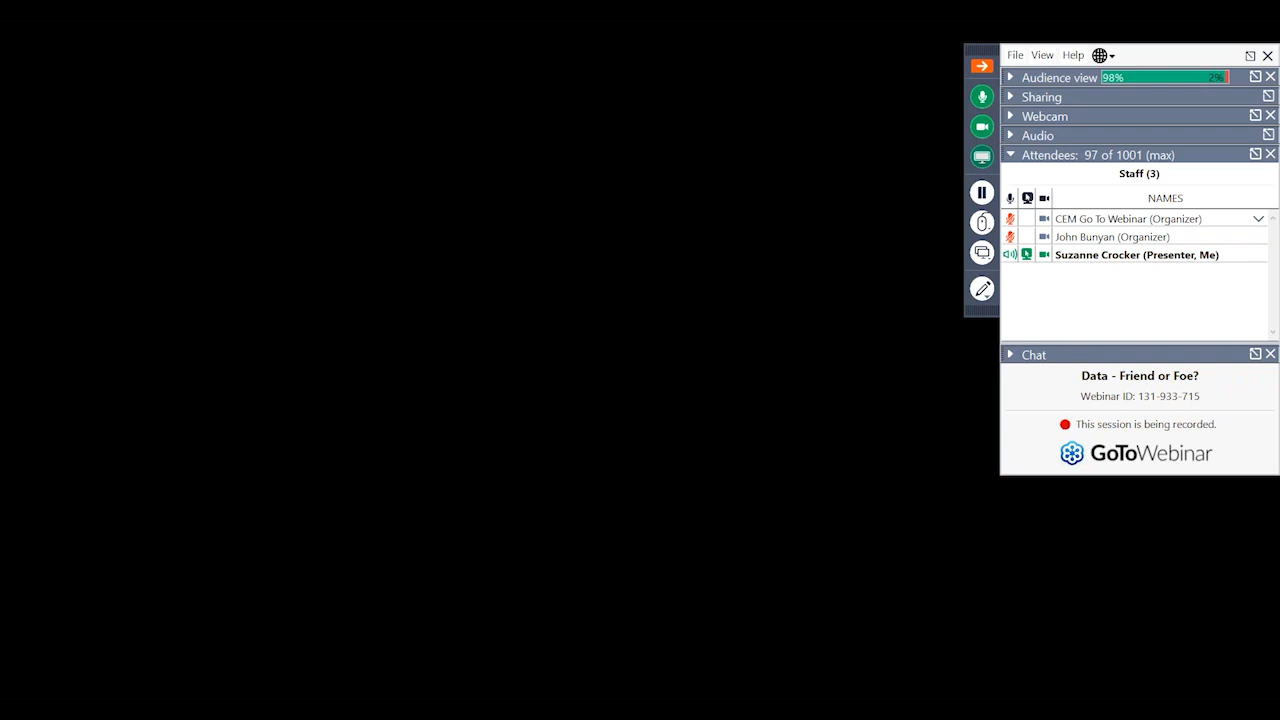 File View Help
Audience view 98% 2%
Sharing
Webcam
Audio
Attendees: 97 of 1001 (max)
Staff (3)
NAMES
CEM Go To Webinar (Organizer)
John Bunyan (Organizer)
Suzanne Crocker (Presenter, Me)
Chat
Data - Friend or Foe?
Webinar ID: 131-933-715
This session is being recorded.
GoToWebinar